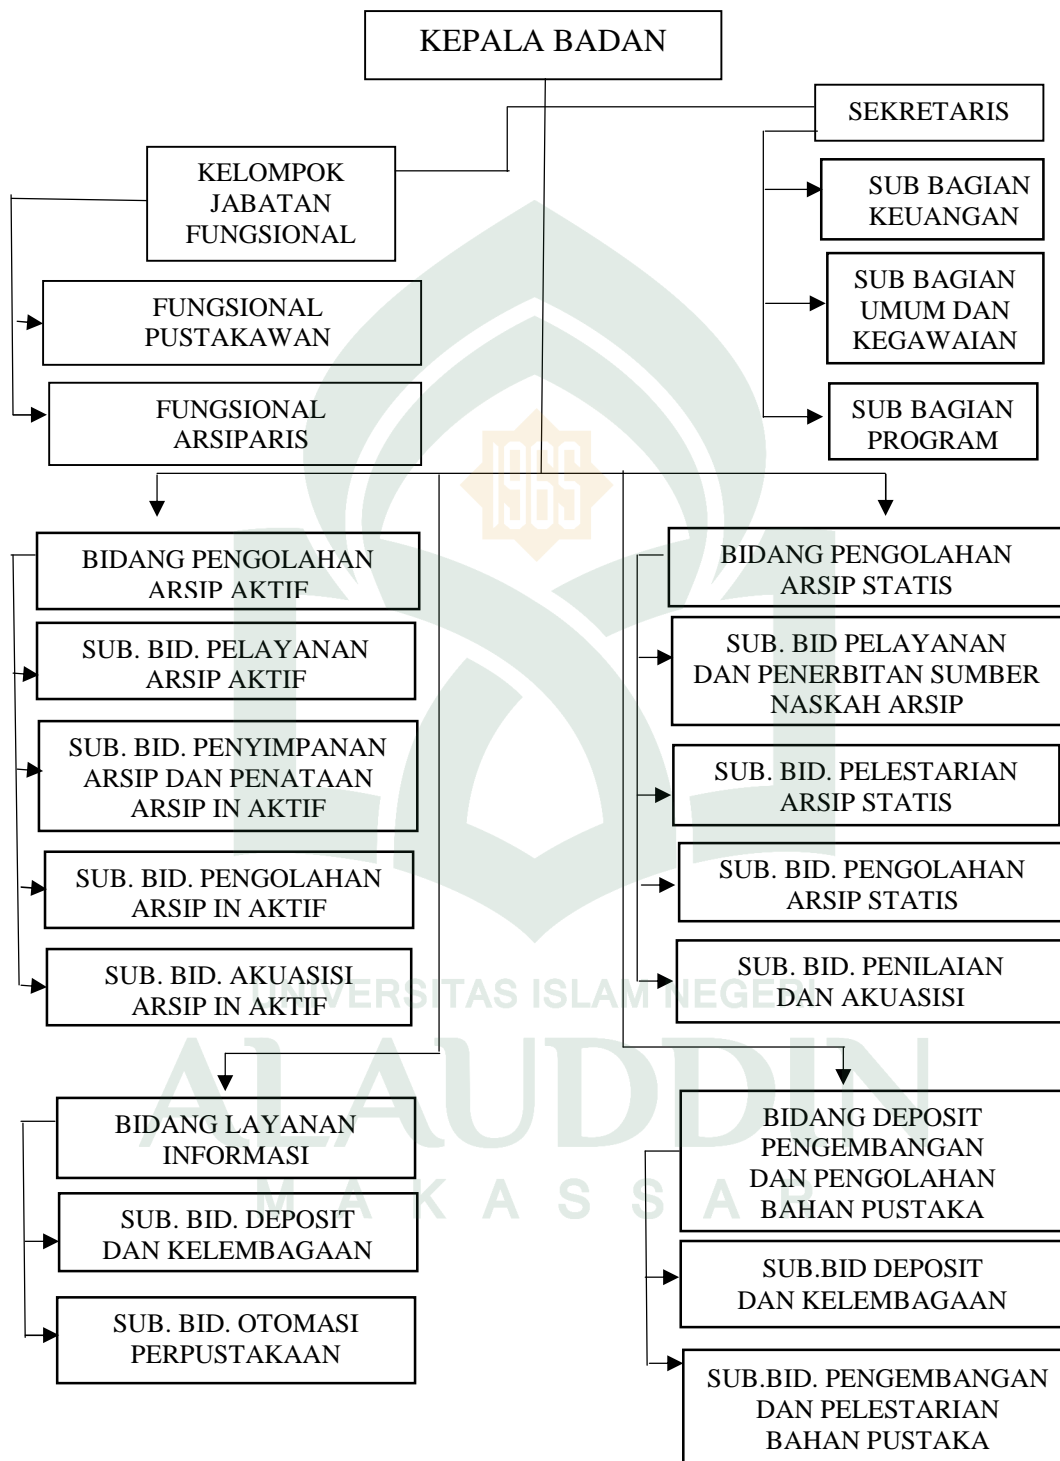 KEPALA BADAN
SEKRETARIS
KELOMPOK
JABATAN
FUNGSIONAL
SUB BAGIAN
KEUANGAN
SUB BAGIAN
UMUM DAN
KEGAWAIAN
SUB BAGIAN
PROGRAM
FUNGSIONAL
PUSTAKAWAN
FUNGSIONAL
ARSIPARIS
1965
BIDANG PENGOLAHAN
ARSIP AKTIF
SUB. BID. PELAYANAN
ARSIP AKTIF
SUB. BID. PENYIMPANAN
ARSIP DAN PENATAAN
ARSIP IN AKTIF
SUB. BID. PENGOLAHAN
ARSIP IN AKTIF
SUB. BID. AKUASISI
ARSIP IN AKTIF
BIDANG PENGOLAHAN
ARSIP STATIS
SUB. BID PELAYANAN
DAN PENERBITAN SUMBER
NASKAH ARSIP
SUB. BID. PELESTARIAN
ARSIP STATIS
SUB. BID. PENGOLAHAN
ARSIP STATIS
SUB. BID. PENILAIAN
DAN AKUASISI
UNIVERSITAS ISLAM NEGERI
ALAUDDIN
MAKASSAR
BIDANG LAYANAN
INFORMASI
SUB. BID. DEPOSIT
DAN KELEMBAGAAN
SUB. BID. OTOMASI
PERPUSTAKAAN
BIDANG DEPOSIT
PENGEMBANGAN
DAN PENGOLAHAN
BAHAN PUSTAKA
SUB.BID DEPOSIT
DAN KELEMBAGAAN
SUB.BID. PENGEMBANGAN
DAN PELESTARIAN
BAHAN PUSTAKA